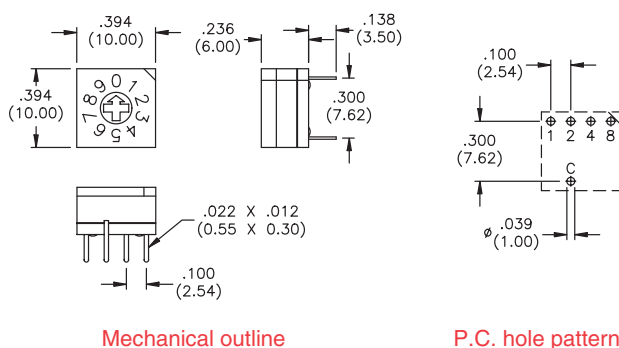 .394
(10.00)
.236
(6.00)
.138
(3.50)
.394
(10.00)
0 1 2 3 4 5 6 7 8 9
.300
(7.62)
.100
(2.54)
.300
(7.62)
1 2 4 8
C
ø .039
(1.00)
.022 X .012
(0.55 X 0.30)
.100
(2.54)
Mechanical outline
P.C. hole pattern